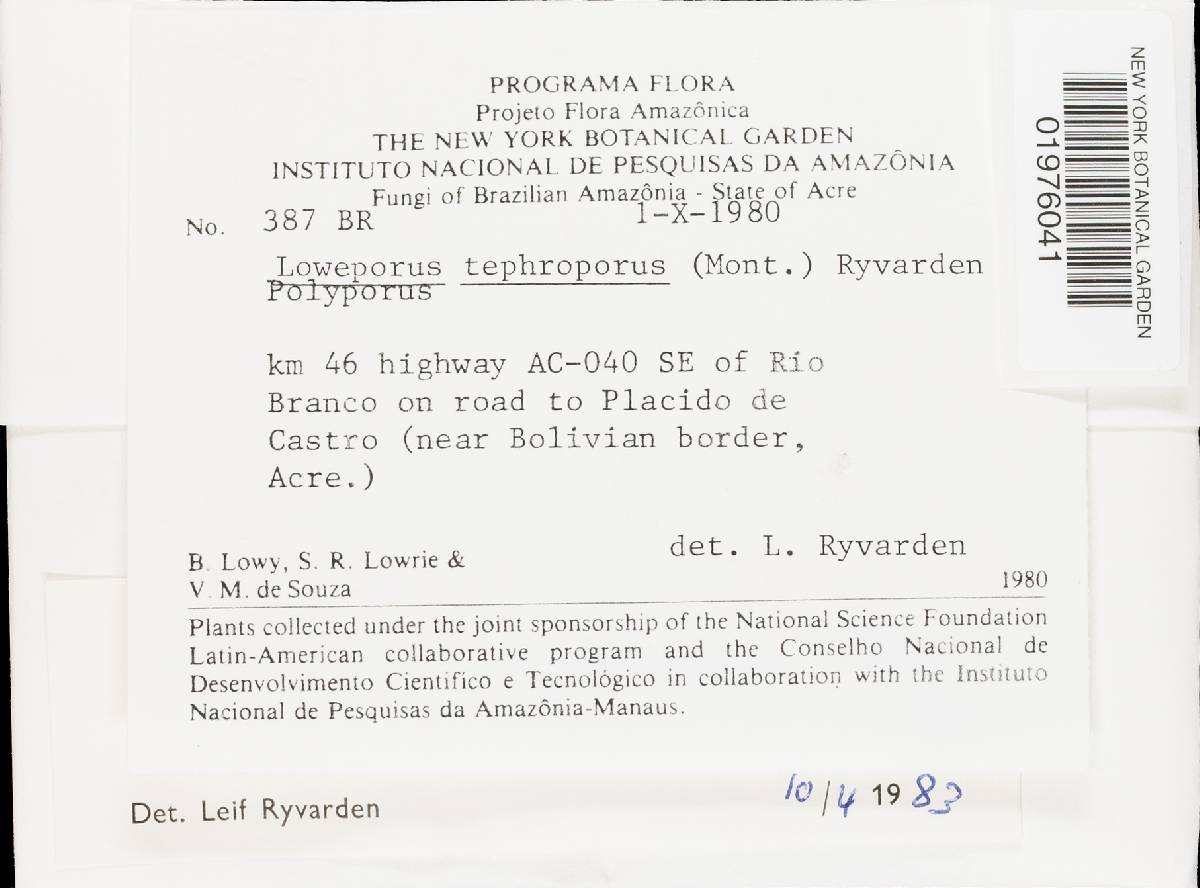 PROGRAMA FLORA
Projeto Flora Amazônica
THE NEW YORK BOTANICAL GARDEN
INSTITUTO NACIONAL DE PESQUISAS DA AMAZÔNIA
Fungi of Brazilian Amazônia - State of Acre
No. 387 BR 1-X-1980
Loweporus tephroporus (Mont.) Ryvarden
Polyporus
km 46 highway AC-040 SE of Rio
Branco on road to Placido de
Castro (near Bolivian border,
Acre.)
det. L. Ryvarden
B. Lowy, S. R. Lowrie &
V. M. de Souza 1980
Plants collected under the joint sponsorship of the National Science Foundation
Latin-American collaborative program and the Conselho Nacional de
Desenvolvimento Cientifico e Tecnológico in collaboration with the Instituto
Nacional de Pesquisas da Amazônia-Manaus.
Det. Leif Ryvarden 10/4 1983
NEW YORK BOTANICAL GARDEN
01976041